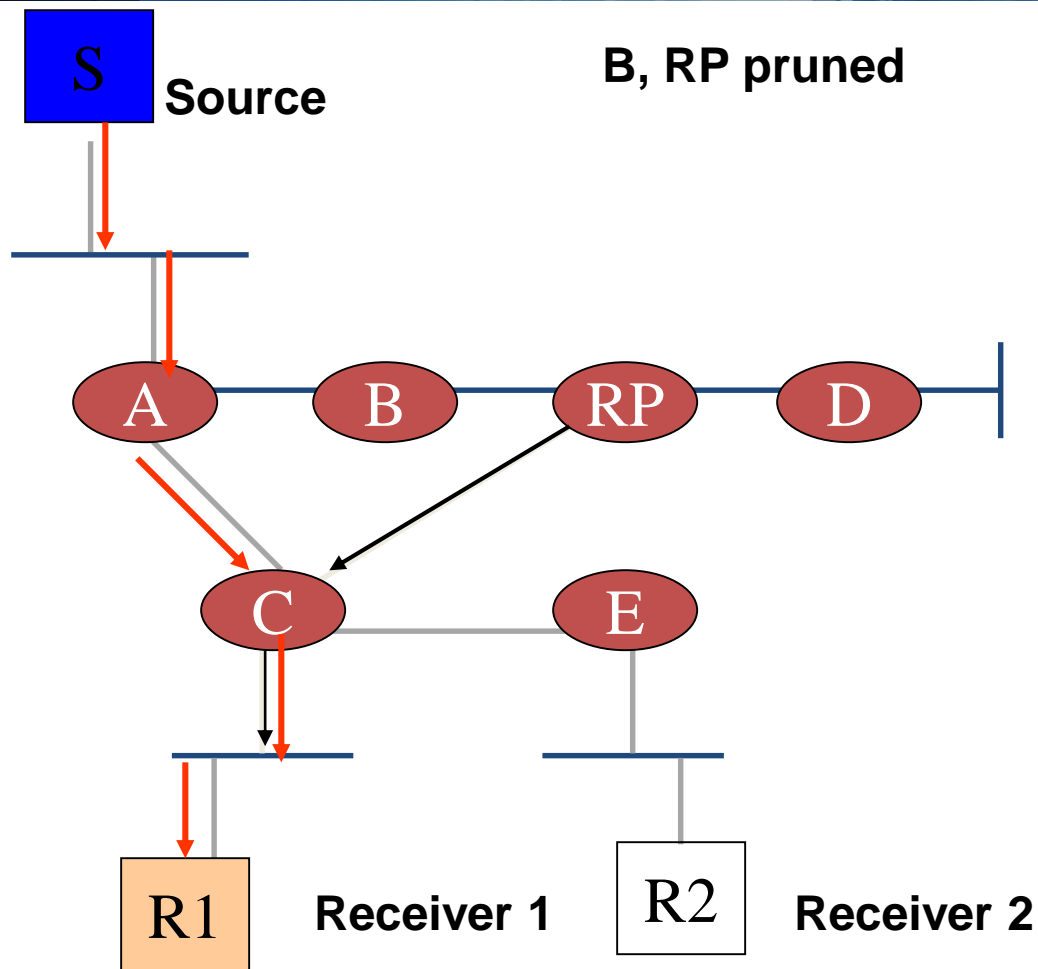 S
Source
B, RP pruned
A
B
RP
D
C
E
R1
Receiver 1
R2
Receiver 2